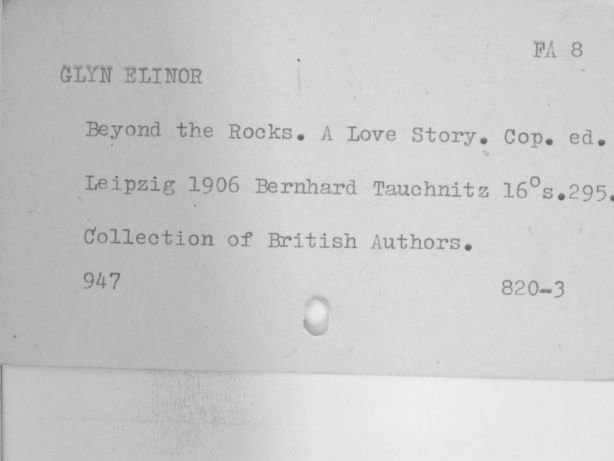 FA 8
GLYN ELINOR
Beyond the Rocks. A Love Story. Cop. ed.
Leipzig 1906 Bernhard Tauchnitz 16°s.295.
Collection of British Authors.
947 820-3